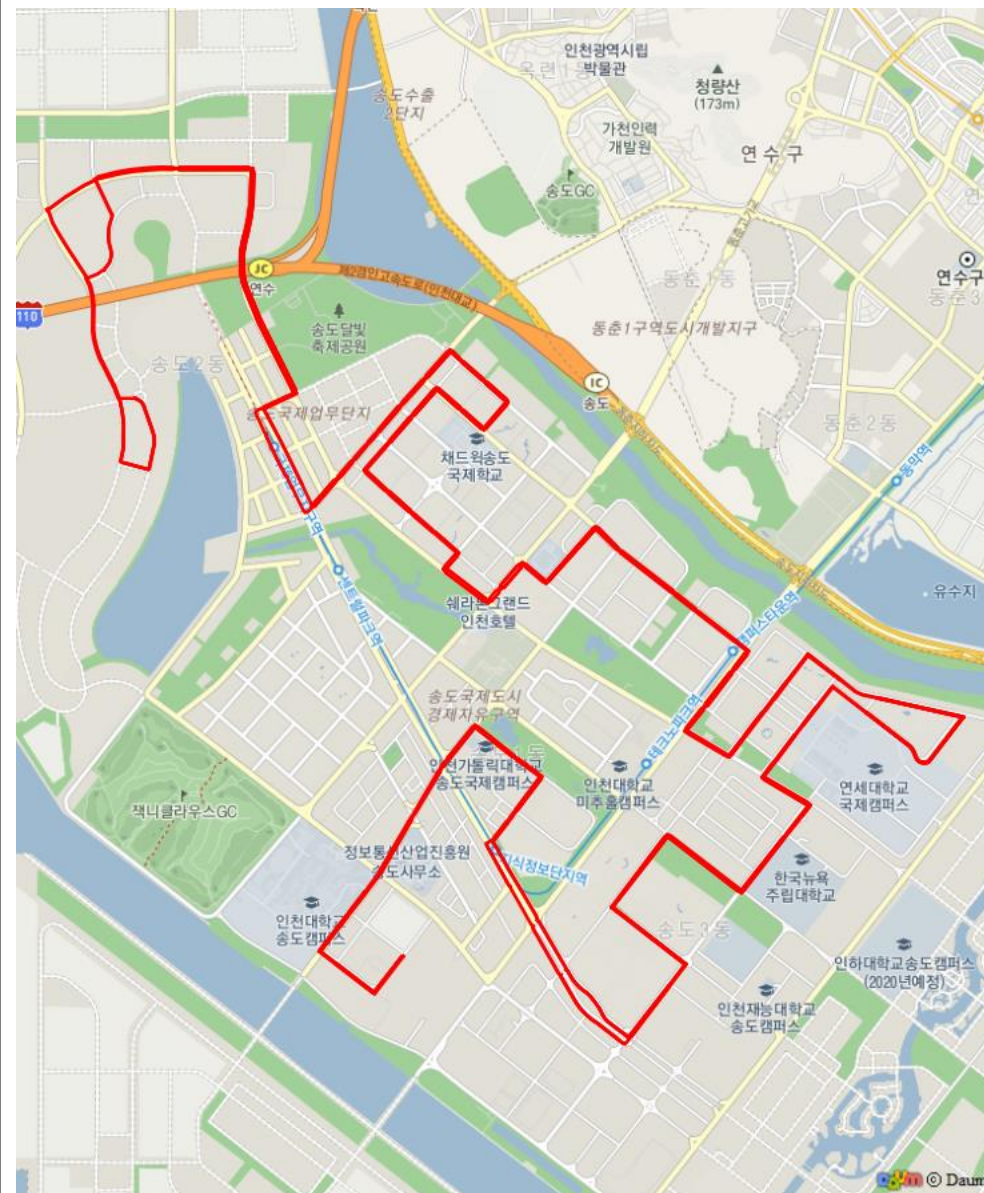 인천광역시립
박물관
옥련1동
청량산
(173m)
송도수출
2단지
가천인력
개발원
연수구
송도GC
JC
연수
제2경인고속도로(인천대교)
동춘1동
연수구
동춘3동
110
송도달빛
축제공원
동춘1구역도시개발지구
송도2동
IC
송도
송도국제업무단지
동춘2동
채드윅송도
국제학교
동막역
센트럴파크역
쉐라톤그랜드
인천호텔
캠퍼스타운역
유수지
송도국제도시
경제자유구역
테크노파크역
인천가톨릭대학교
송도국제캠퍼스
인천대학교
미추홀캠퍼스
연세대학교
국제캠퍼스
잭니클라우스GC
정보통신산업진흥원
송도사무소
지식정보단지역
한국뉴욕
주립대학교
인천대학교
송도캠퍼스
송도3동
인하대학교송도캠퍼스
(2020년예정)
인천재능대학교
송도캠퍼스
Daum
© Daum